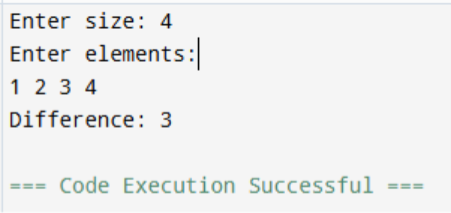 Enter size: 4
Enter elements:
1 2 3 4
Difference: 3
=== Code Execution Successful ===